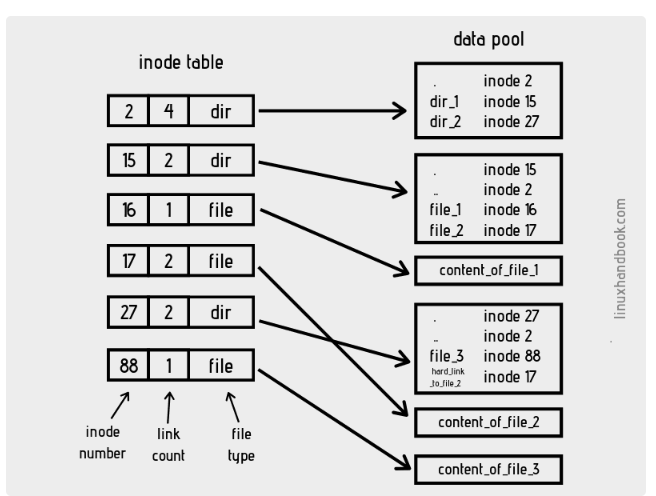 data pool
inode table
2 4 dir
15 2 dir
16 1 file
17 2 file
27 2 dir
88 1 file
inode number
link count
file type
. inode 2
dir_1 inode 15
dir_2 inode 27
. inode 15
.. inode 2
file_1 inode 16
file_2 inode 17
content_of_file_1
. inode 27
.. inode 2
file_3 inode 88
hard_link
_to_file_2 inode 17
content_of_file_2
content_of_file_3
linuxhandbook.com